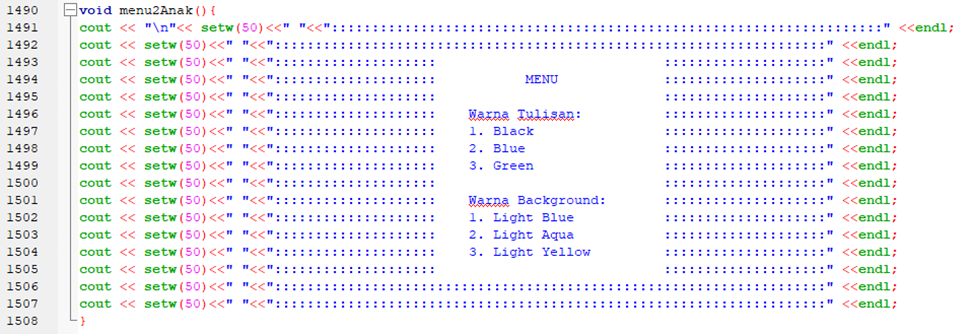 1490 void menu2Anak(){
1491 cout << "\n"<< setw(50)<<" "<<"::::::::::::::::::::::::::::::::::::::::::::::::::::::::::::::::::::" <<endl;
1492 cout << setw(50)<<" "<<"::::::::::::::::::::::::::::::::::::::::::::::::::::::::::::::::::::" <<endl;
1493 cout << setw(50)<<" "<<"::::::::::::::::::::                            ::::::::::::::::::::" <<endl;
1494 cout << setw(50)<<" "<<"::::::::::::::::::::           MENU             ::::::::::::::::::::" <<endl;
1495 cout << setw(50)<<" "<<"::::::::::::::::::::                            ::::::::::::::::::::" <<endl;
1496 cout << setw(50)<<" "<<"::::::::::::::::::::    Warna Tulisan:          ::::::::::::::::::::" <<endl;
1497 cout << setw(50)<<" "<<"::::::::::::::::::::    1. Black                ::::::::::::::::::::" <<endl;
1498 cout << setw(50)<<" "<<"::::::::::::::::::::    2. Blue                 ::::::::::::::::::::" <<endl;
1499 cout << setw(50)<<" "<<"::::::::::::::::::::    3. Green                ::::::::::::::::::::" <<endl;
1500 cout << setw(50)<<" "<<"::::::::::::::::::::                            ::::::::::::::::::::" <<endl;
1501 cout << setw(50)<<" "<<"::::::::::::::::::::    Warna Background:       ::::::::::::::::::::" <<endl;
1502 cout << setw(50)<<" "<<"::::::::::::::::::::    1. Light Blue           ::::::::::::::::::::" <<endl;
1503 cout << setw(50)<<" "<<"::::::::::::::::::::    2. Light Aqua           ::::::::::::::::::::" <<endl;
1504 cout << setw(50)<<" "<<"::::::::::::::::::::    3. Light Yellow         ::::::::::::::::::::" <<endl;
1505 cout << setw(50)<<" "<<"::::::::::::::::::::                            ::::::::::::::::::::" <<endl;
1506 cout << setw(50)<<" "<<"::::::::::::::::::::::::::::::::::::::::::::::::::::::::::::::::::::" <<endl;
1507 cout << setw(50)<<" "<<"::::::::::::::::::::::::::::::::::::::::::::::::::::::::::::::::::::" <<endl;
1508 }